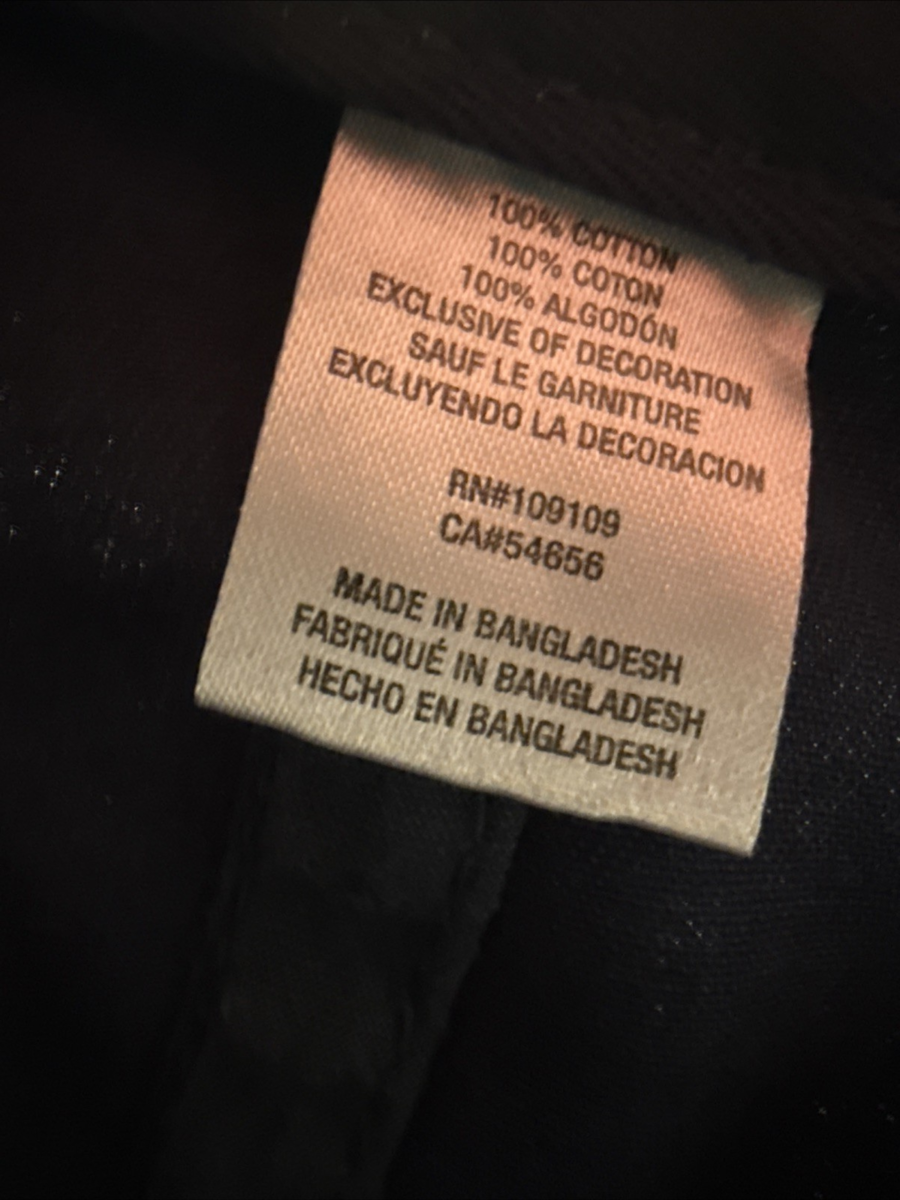 100% COTTON
100% COTON
100% ALGODÓN
EXCLUSIVE OF DECORATION
SAUF LE GARNITURE
EXCLUYENDO LA DECORACION
RN#109109
CA#54656
MADE IN BANGLADESH
FABRIQUÉ IN BANGLADESH
HECHO EN BANGLADESH